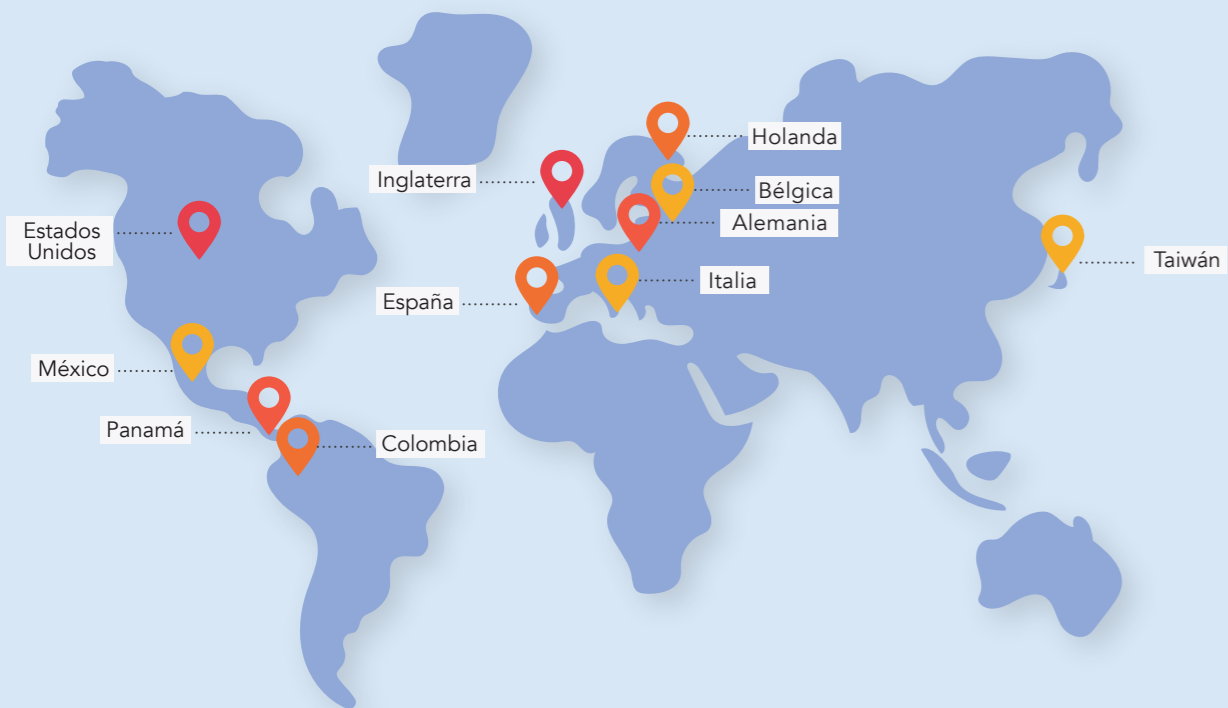 Holanda
Inglaterra
Bélgica
Alemania
Estados
Unidos
Taiwán
Italia
España
México
Panamá
Colombia